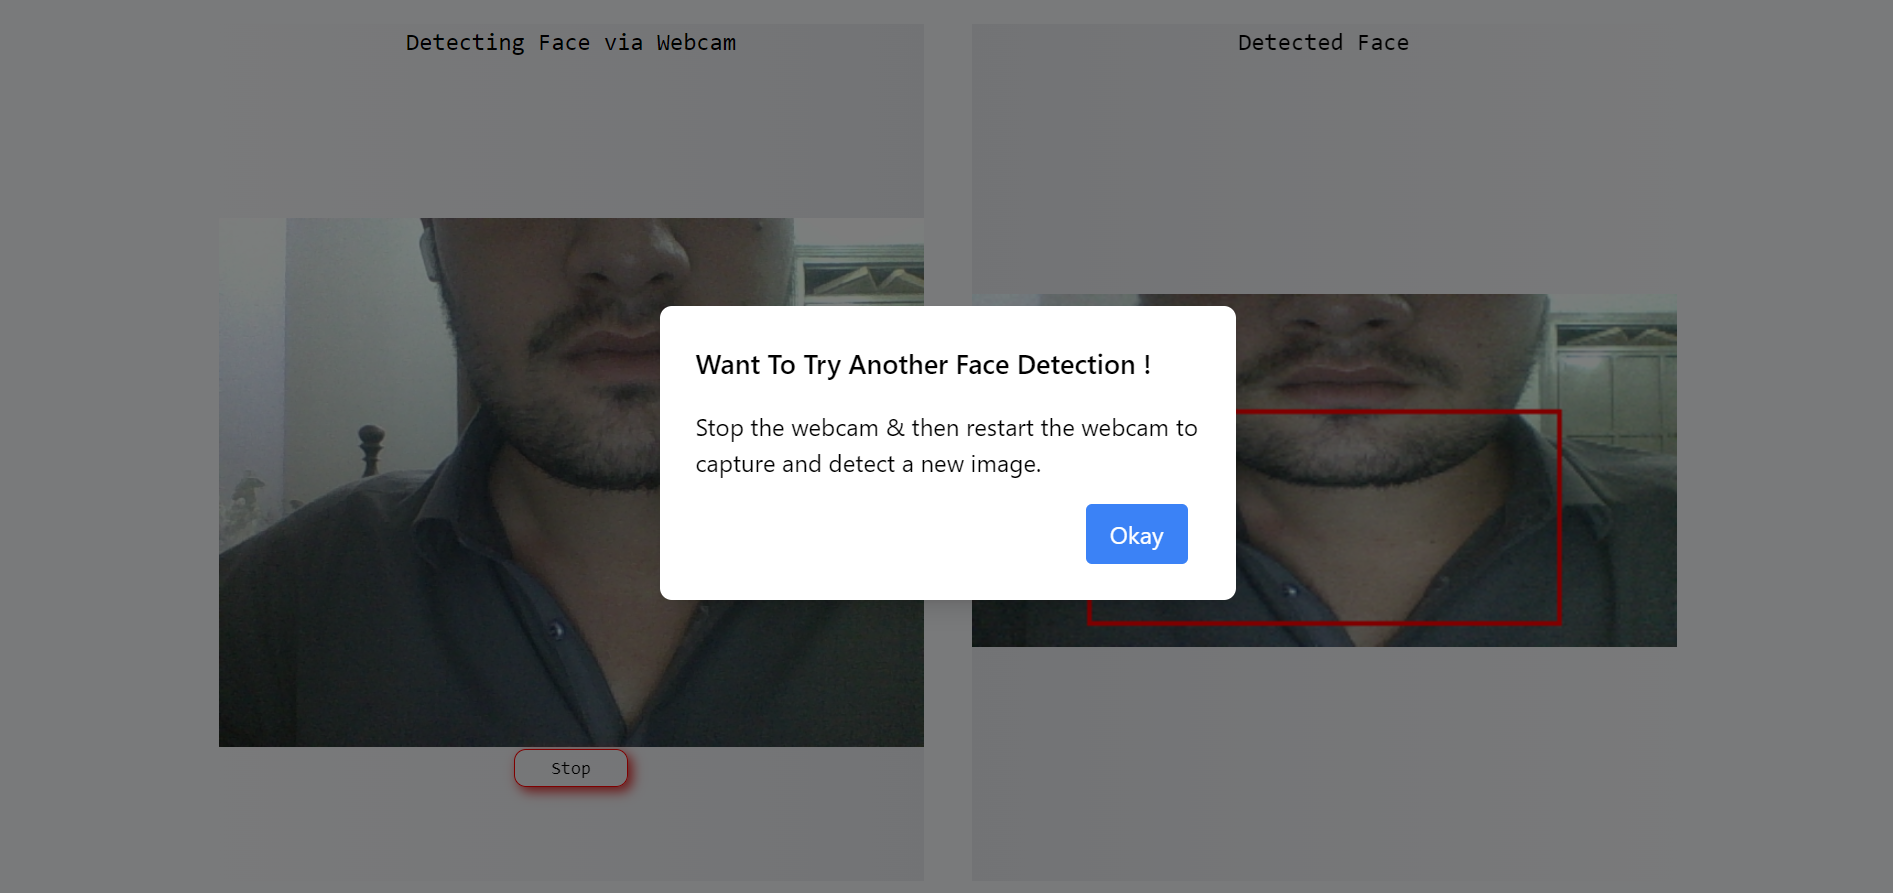 Detecting Face via Webcam
Detected Face
Want To Try Another Face Detection !
Stop the webcam & then restart the webcam to
capture and detect a new image.
Okay
Stop